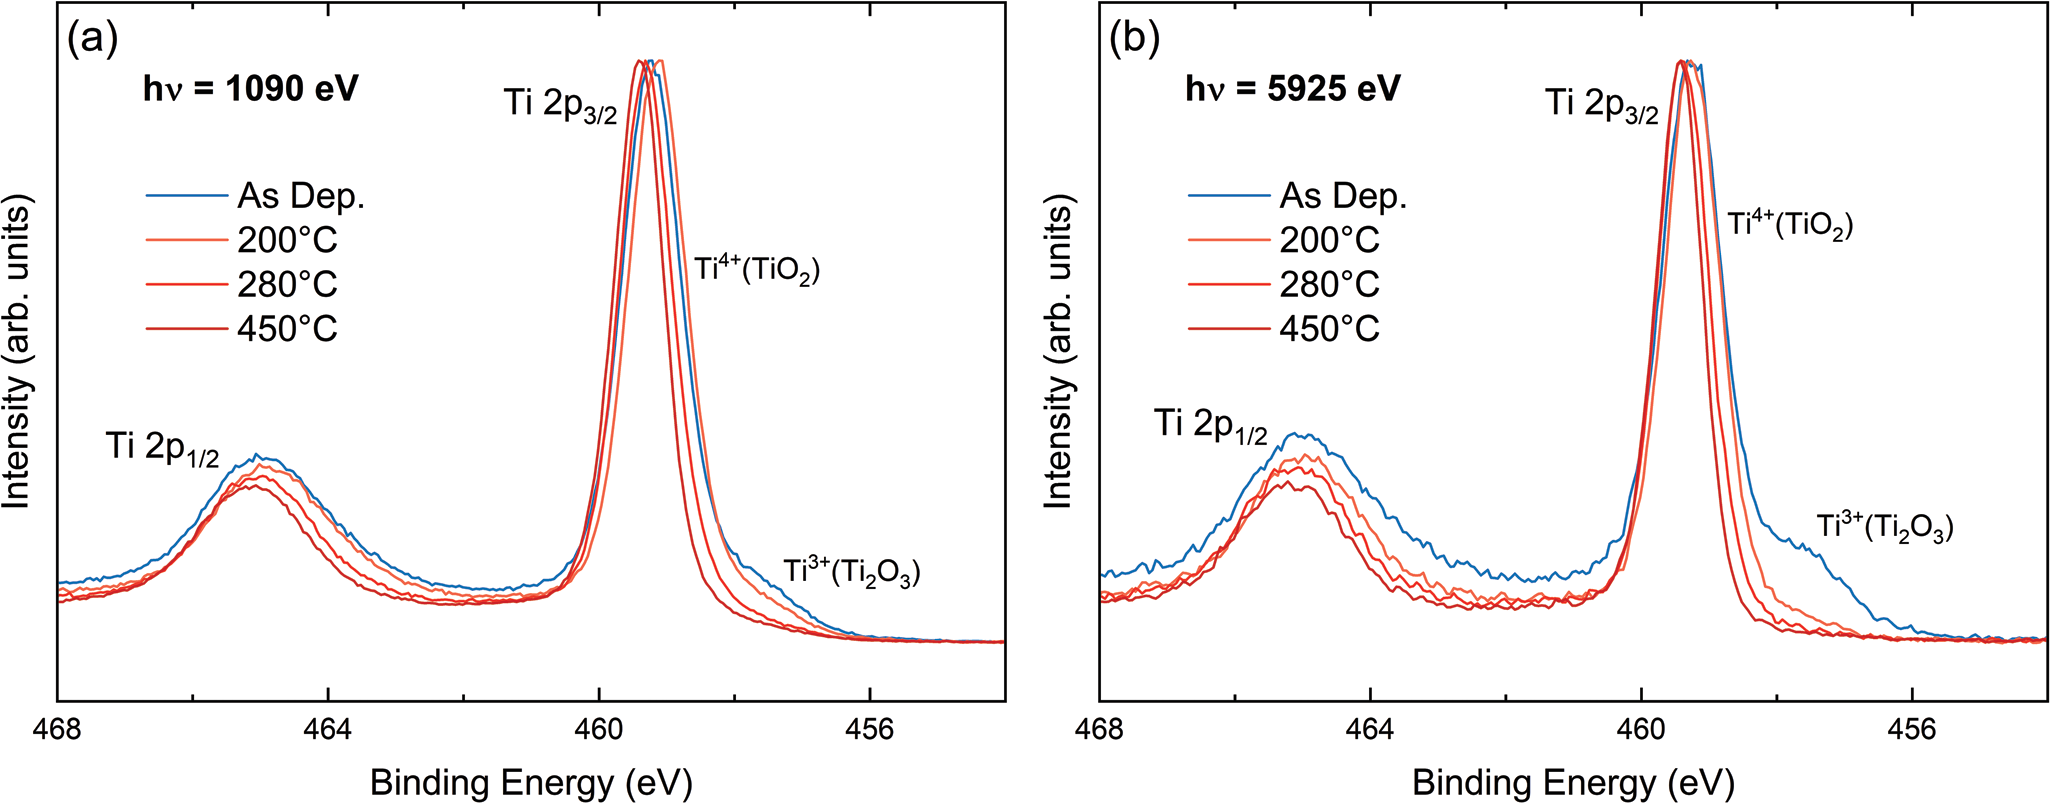 (a)
hν = 1090 eV
Ti 2p3/2
As Dep.
200°C
280°C
450°C
Ti4+(TiO2)
Ti 2p1/2
Ti3+(Ti2O3)
Intensity (arb. units)
468 464 460 456
Binding Energy (eV)
(b)
hν = 5925 eV
Ti 2p3/2
As Dep.
200°C
280°C
450°C
Ti4+(TiO2)
Ti 2p1/2
Ti3+(Ti2O3)
Intensity (arb. units)
468 464 460 456
Binding Energy (eV)